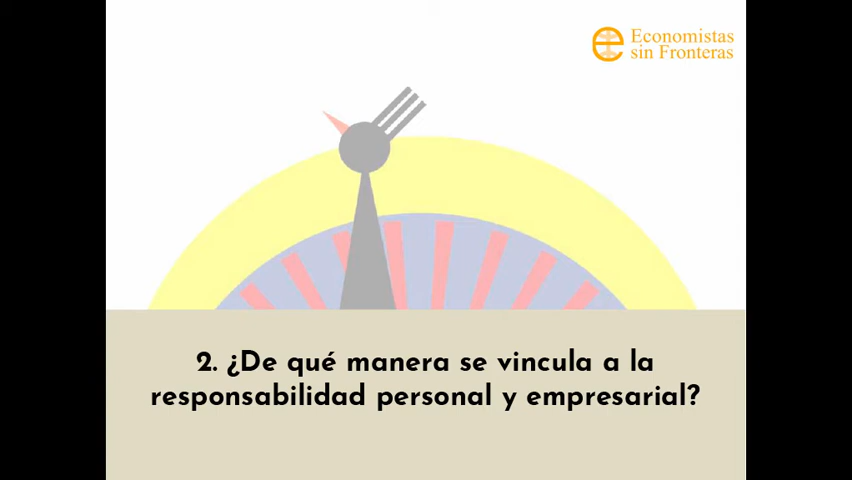 Economistas
sin Fronteras
2. ¿De qué manera se vincula a la
responsabilidad personal y empresarial?